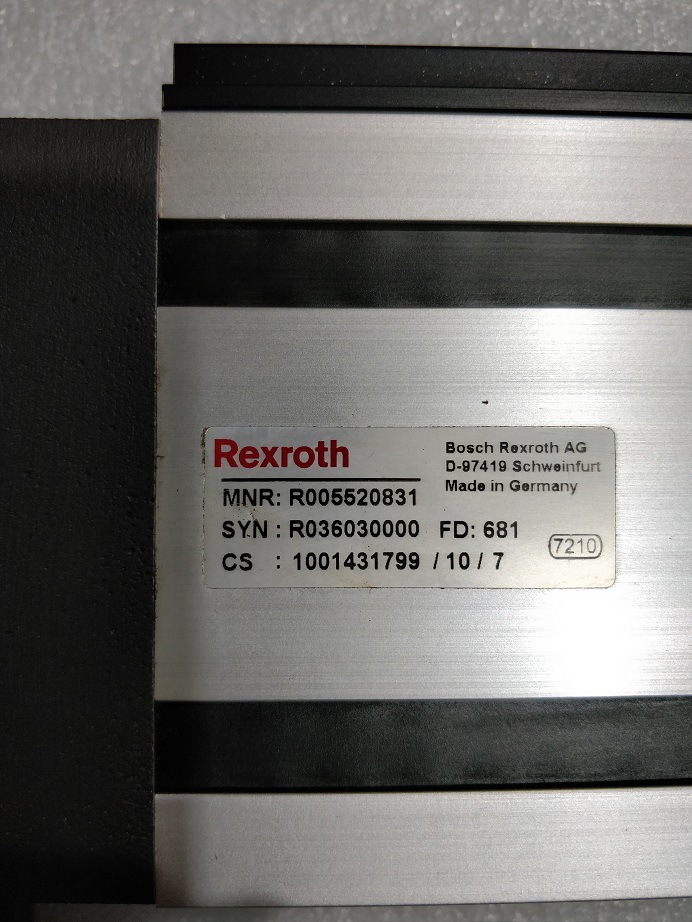 Rexroth
Bosch Rexroth AG
D-97419 Schweinfurt
Made in Germany
MNR: R005520831
SYN : R036030000 FD: 681
CS : 1001431799 / 10 / 7
7210